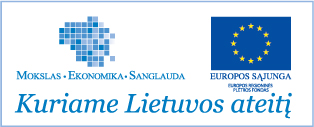 MOKSLAS • EKONOMIKA • SANGLAUDA
EUROPOS SĄJUNGA
EUROPOS REGIONINĖS
PLĖTROS FONDAS
Kuriame Lietuvos ateitį